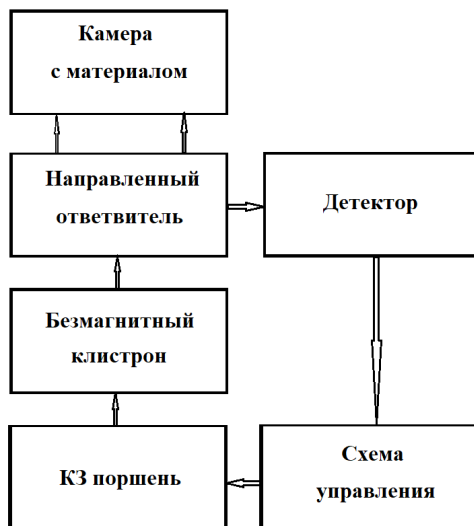 Камера
с материалом
Направленный
ответвитель
Детектор
Безмагнитный
клистрон
КЗ поршень
Схема
управления